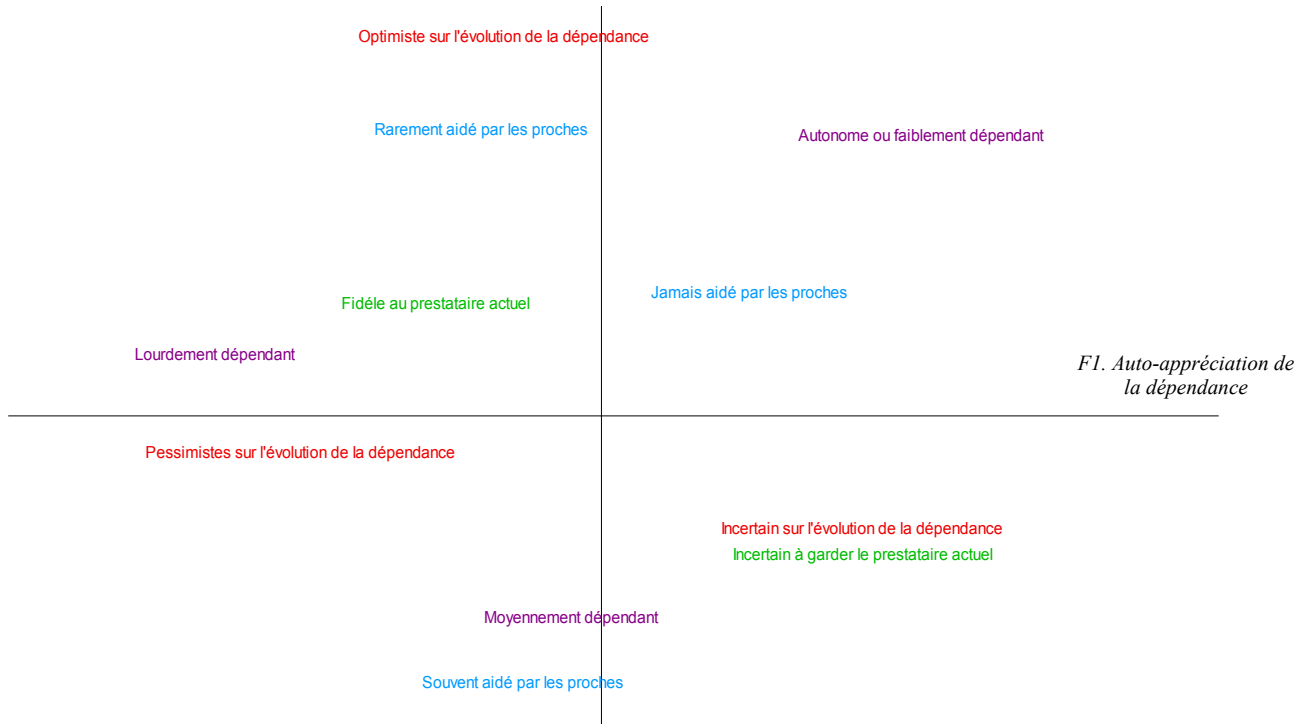 Optimiste sur l'évolution de la dépendance
Rarement aidé par les proches
Autonome ou faiblement dépendant
Jamais aidé par les proches
Fidéle au prestataire actuel
Lourdement dépendant
F1. Auto-appréciation de
la dépendance
Pessimistes sur l'évolution de la dépendance
Incertain sur l'évolution de la dépendance
Incertain à garder le prestataire actuel
Moyennement dépendant
Souvent aidé par les proches